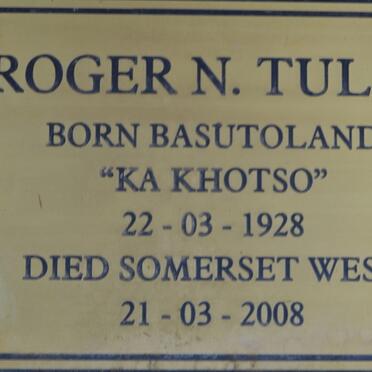 ROGER N. TUL
BORN BASUTOLAND
"KA KHOTSO"
22 - 03 - 1928
DIED SOMERSET WES
21 - 03 - 2008